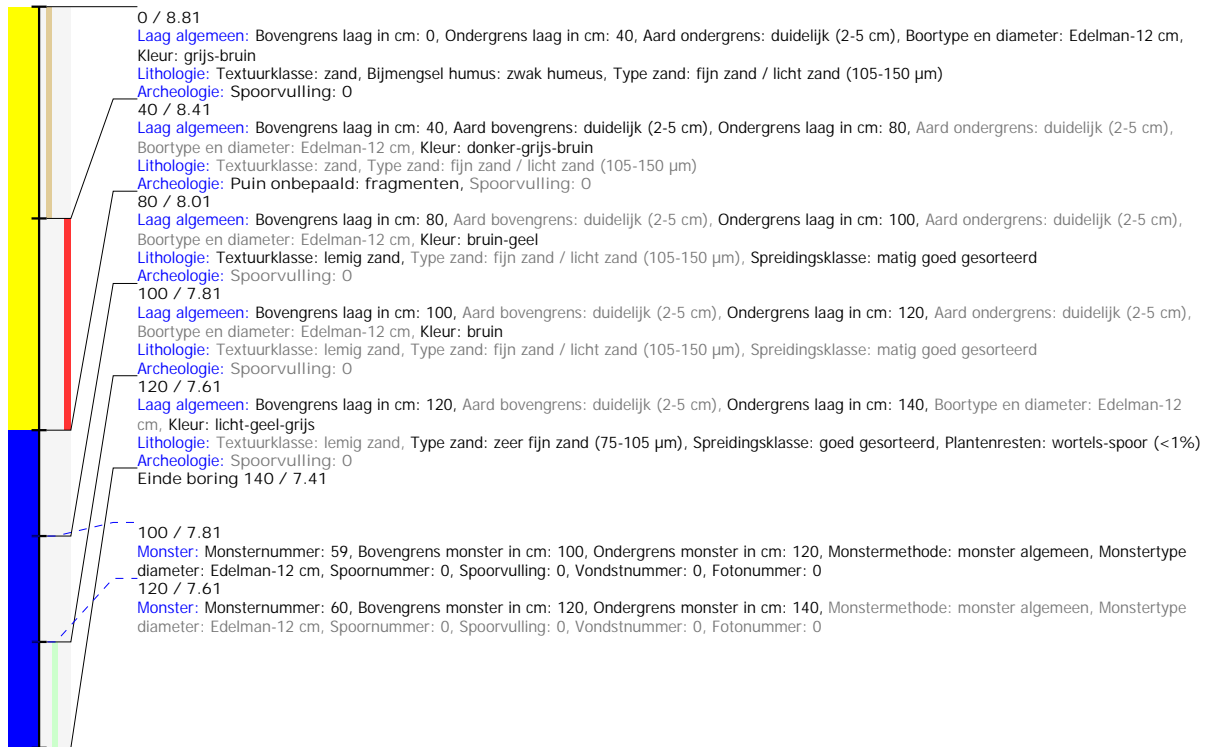 0 / 8.81
Laag algemeen: Bovengrens laag in cm: 0, Ondergrens laag in cm: 40, Aard ondergrens: duidelijk (2-5 cm), Boortype en diameter: Edelman-12 cm,
Kleur: grijs-bruin
Lithologie: Textuurklasse: zand, Bijmengsel humus: zwak humeus, Type zand: fijn zand / licht zand (105-150 µm)
Archeologie: Spoorvulling: 0
40 / 8.41
Laag algemeen: Bovengrens laag in cm: 40, Aard bovengrens: duidelijk (2-5 cm), Ondergrens laag in cm: 80, Aard ondergrens: duidelijk (2-5 cm),
Boortype en diameter: Edelman-12 cm, Kleur: donker-grijs-bruin
Lithologie: Textuurklasse: zand, Type zand: fijn zand / licht zand (105-150 µm)
Archeologie: Puin onbepaald: fragmenten, Spoorvulling: 0
80 / 8.01
Laag algemeen: Bovengrens laag in cm: 80, Aard bovengrens: duidelijk (2-5 cm), Ondergrens laag in cm: 100, Aard ondergrens: duidelijk (2-5 cm),
Boortype en diameter: Edelman-12 cm, Kleur: bruin-geel
Lithologie: Textuurklasse: lemig zand, Type zand: fijn zand / licht zand (105-150 µm), Spreidingsklasse: matig goed gesorteerd
Archeologie: Spoorvulling: 0
100 / 7.81
Laag algemeen: Bovengrens laag in cm: 100, Aard bovengrens: duidelijk (2-5 cm), Ondergrens laag in cm: 120, Aard ondergrens: duidelijk (2-5 cm),
Boortype en diameter: Edelman-12 cm, Kleur: bruin
Lithologie: Textuurklasse: lemig zand, Type zand: fijn zand / licht zand (105-150 µm), Spreidingsklasse: matig goed gesorteerd
Archeologie: Spoorvulling: 0
120 / 7.61
Laag algemeen: Bovengrens laag in cm: 120, Aard bovengrens: duidelijk (2-5 cm), Ondergrens laag in cm: 140, Boortype en diameter: Edelman-12
cm, Kleur: licht-geel-grijs
Lithologie: Textuurklasse: lemig zand, Type zand: zeer fijn zand (75-105 µm), Spreidingsklasse: goed gesorteerd, Plantenresten: wortels-spoor (<1%)
Archeologie: Spoorvulling: 0
Einde boring 140 / 7.41
100 / 7.81
Monster: Monsternummer: 59, Bovengrens monster in cm: 100, Ondergrens monster in cm: 120, Monstermethode: monster algemeen, Monstertype
diameter: Edelman-12 cm, Spoornummer: 0, Spoorvulling: 0, Vondstnummer: 0, Fotonummer: 0
120 / 7.61
Monster: Monsternummer: 60, Bovengrens monster in cm: 120, Ondergrens monster in cm: 140, Monstermethode: monster algemeen, Monstertype
diameter: Edelman-12 cm, Spoornummer: 0, Spoorvulling: 0, Vondstnummer: 0, Fotonummer: 0